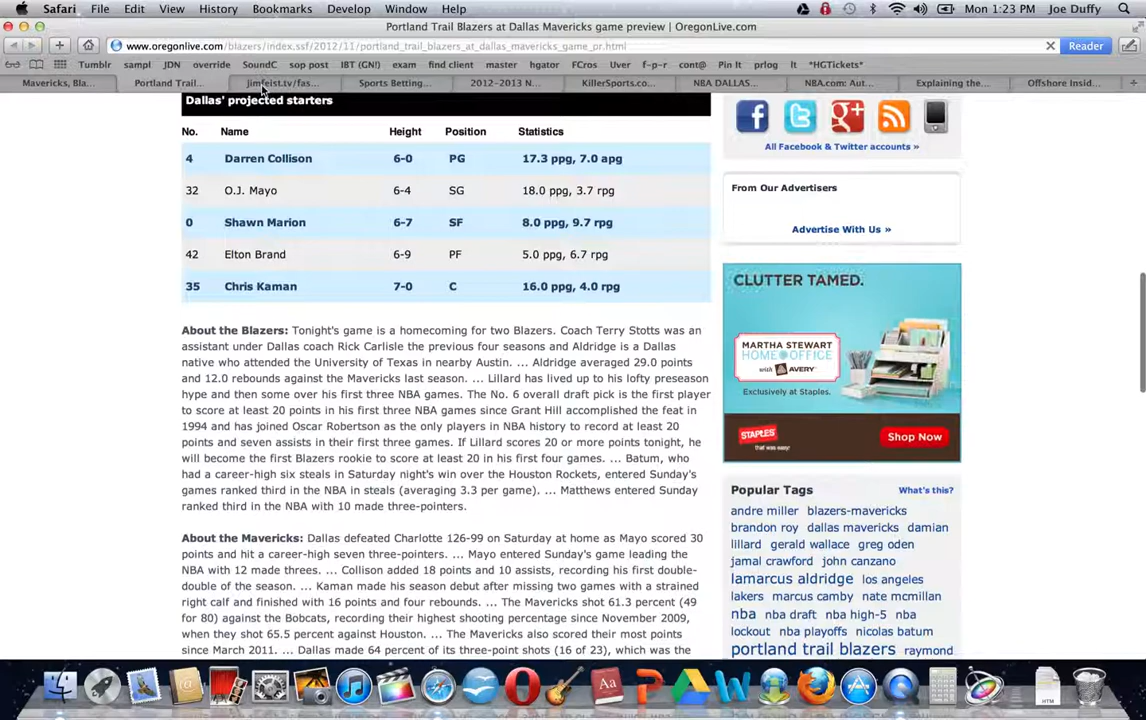 Safari File Edit View History Bookmarks Develop Window Help Mon 1:23 PM Joe Duffy
Portland Trail Blazers at Dallas Mavericks game preview | OregonLive.com
www.oregonlive.com/blazers/index.ssf/2012/11/portland_trail_blazers_at_dallas_mavericks_game_pr.html Reader
Tumblr sampl JDN override SoundC sop post IBT (GN!) exam find client master hgator FCros Uver f-p-r cont@ Pin It prlog It *HGTickets*
Mavericks, Bla... Portland Trail... jimfeist.tv/fas... Sports Betting... 2012-2013 N... KillerSports.co... NBA DALLAS... NBA.com: Aut... Explaining the... Offshore Insid...
Dallas' projected starters
No. Name Height Position Statistics
4 Darren Collison 6-0 PG 17.3 ppg, 7.0 apg
32 O.J. Mayo 6-4 SG 18.0 ppg, 3.7 rpg
0 Shawn Marion 6-7 SF 8.0 ppg, 9.7 rpg
42 Elton Brand 6-9 PF 5.0 ppg, 6.7 rpg
35 Chris Kaman 7-0 C 16.0 ppg, 4.0 rpg
About the Blazers: Tonight's game is a homecoming for two Blazers. Coach Terry Stotts was an
assistant under Dallas coach Rick Carlisle the previous four seasons and Aldridge is a Dallas
native who attended the University of Texas in nearby Austin. ... Aldridge averaged 29.0 points
and 12.0 rebounds against the Mavericks last season. ... Lillard has lived up to his lofty preseason
hype and then some over his first three NBA games. The No. 6 overall draft pick is the first player
to score at least 20 points in his first three NBA games since Grant Hill accomplished the feat in
1994 and has joined Oscar Robertson as the only players in NBA history to record at least 20
points and seven assists in their first three games. If Lillard scores 20 or more points tonight, he
will become the first Blazers rookie to score at least 20 in his first four games. ... Batum, who
had a career-high six steals in Saturday night's win over the Houston Rockets, entered Sunday's
games ranked third in the NBA in steals (averaging 3.3 per game). ... Matthews entered Sunday
ranked third in the NBA with 10 made three-pointers.
About the Mavericks: Dallas defeated Charlotte 126-99 on Saturday at home as Mayo scored 30
points and hit a career-high seven three-pointers. ... Mayo entered Sunday's game leading the
NBA with 12 made threes. ... Collison added 18 points and 10 assists, recording his first double-
double of the season. ... Kaman made his season debut after missing two games with a strained
right calf and finished with 16 points and four rebounds. ... The Mavericks shot 61.3 percent (49
for 80) against the Bobcats, recording their highest shooting percentage since November 2009,
when they shot 65.5 percent against Houston. ... The Mavericks also scored their most points
since March 2011. ... Dallas made 64 percent of its three-point shots (16 of 23), which was the
All Facebook & Twitter accounts »
From Our Advertisers
Advertise With Us »
CLUTTER TAMED.
MARTHA STEWART
HOME OFFICE
with AVERY
Exclusively at Staples.
STAPLES
that was easy
Shop Now
Popular Tags What's this?
andre miller blazers-mavericks
brandon roy dallas mavericks damian
lillard gerald wallace greg oden
jamal crawford john canzano
lamarcus aldridge los angeles
lakers marcus camby nate mcmillan
nba nba draft nba high-5 nba
lockout nba playoffs nicolas batum
portland trail blazers raymond